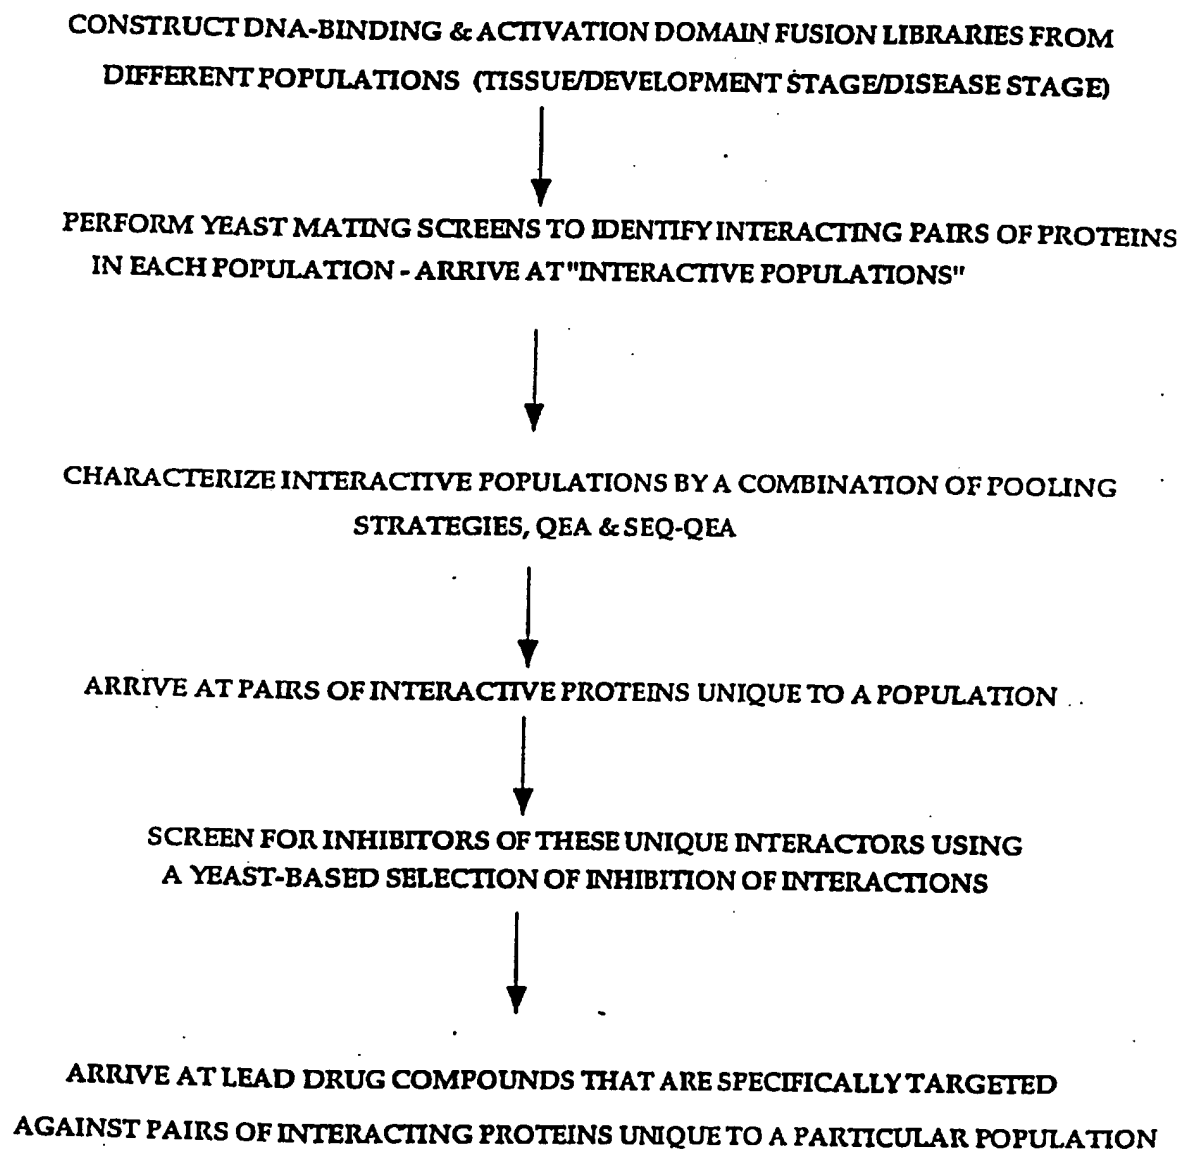 CONSTRUCT DNA-BINDING & ACTIVATION DOMAIN FUSION LIBRARIES FROM
DIFFERENT POPULATIONS (TISSUE/DEVELOPMENT STAGE/DISEASE STAGE)
PERFORM YEAST MATING SCREENS TO IDENTIFY INTERACTING PAIRS OF PROTEINS
IN EACH POPULATION - ARRIVE AT "INTERACTIVE POPULATIONS"
CHARACTERIZE INTERACTIVE POPULATIONS BY A COMBINATION OF POOLING
STRATEGIES, QEA & SEQ-QEA
ARRIVE AT PAIRS OF INTERACTIVE PROTEINS UNIQUE TO A POPULATION
SCREEN FOR INHIBITORS OF THESE UNIQUE INTERACTORS USING
A YEAST-BASED SELECTION OF INHIBITION OF INTERACTIONS
ARRIVE AT LEAD DRUG COMPOUNDS THAT ARE SPECIFICALLY TARGETED
AGAINST PAIRS OF INTERACTING PROTEINS UNIQUE TO A PARTICULAR POPULATION